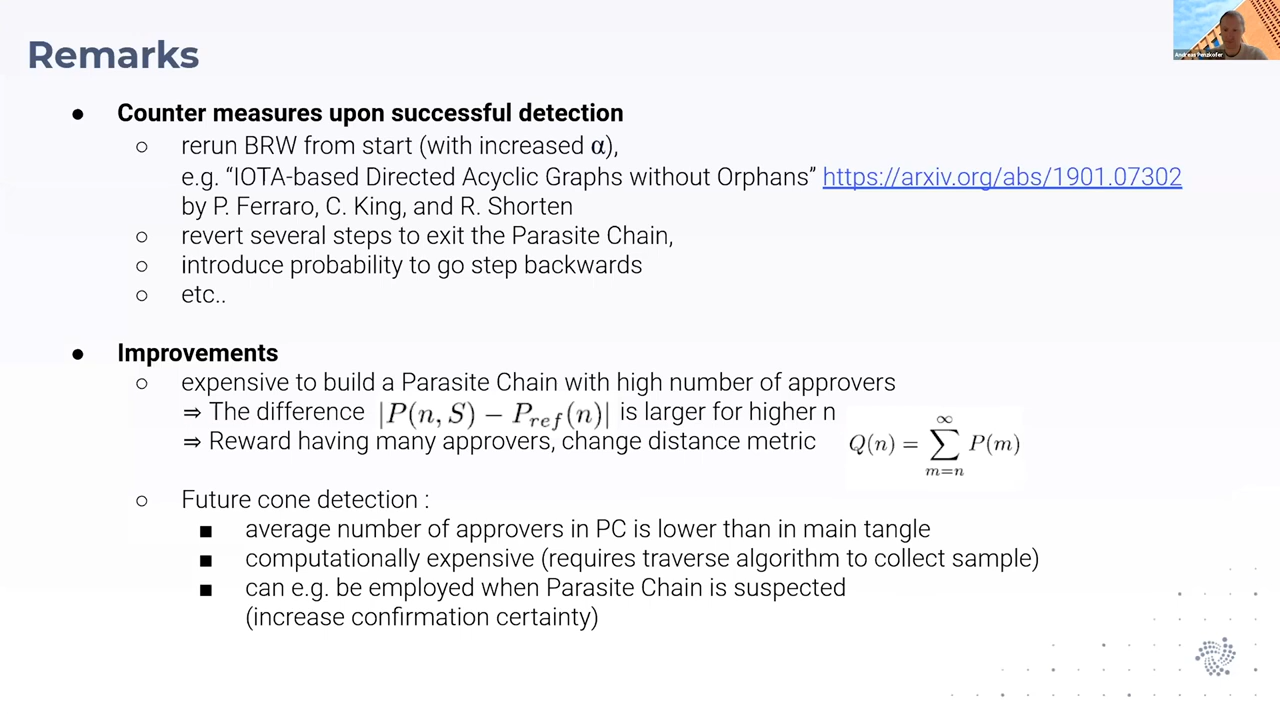 Remarks
Andreas Penzkofer
● Counter measures upon successful detection
○ rerun BRW from start (with increased α),
e.g. “IOTA-based Directed Acyclic Graphs without Orphans” https://arxiv.org/abs/1901.07302
by P. Ferraro, C. King, and R. Shorten
○ revert several steps to exit the Parasite Chain,
○ introduce probability to go step backwards
○ etc..
● Improvements
○ expensive to build a Parasite Chain with high number of approvers
⇒ The difference |P(n, S) − P_{ref}(n)| is larger for higher n
⇒ Reward having many approvers, change distance metric Q(n) = \sum_{m=n}^{∞} P(m)
○ Future cone detection :
■ average number of approvers in PC is lower than in main tangle
■ computationally expensive (requires traverse algorithm to collect sample)
■ can e.g. be employed when Parasite Chain is suspected
(increase confirmation certainty)